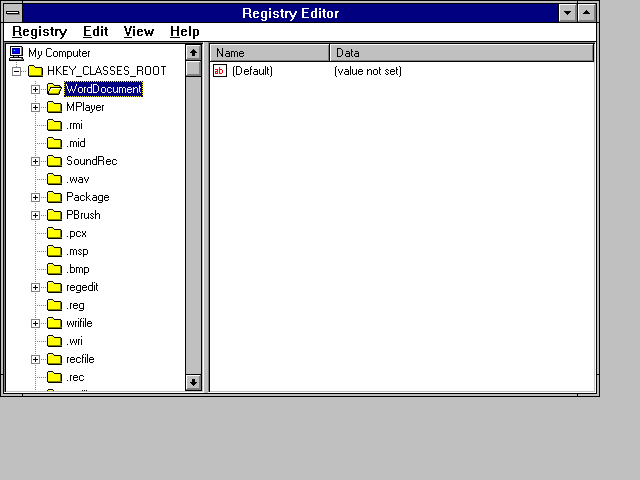 Registry Editor
Registry Edit View Help
My Computer
HKEY_CLASSES_ROOT
WordDocument
MPlayer
.rmi
.mid
SoundRec
.wav
Package
PBrush
.pcx
.msp
.bmp
regedit
.reg
wrifile
.wri
recfile
.rec
Name Data
ab (Default) (value not set)